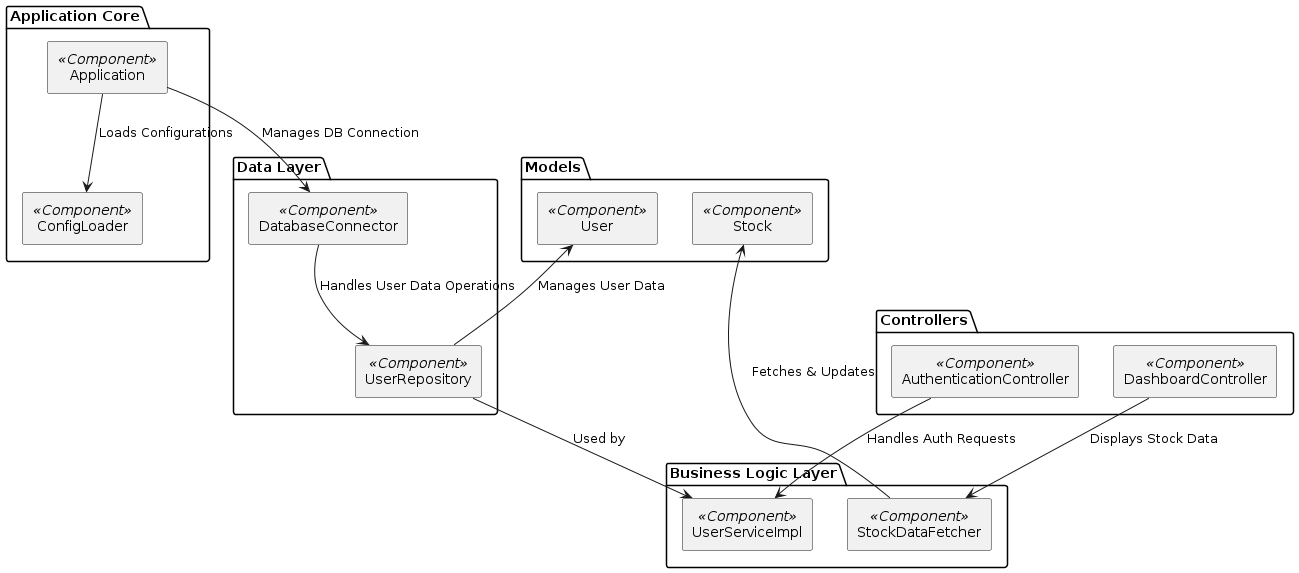 Application Core
«Component»
Application
Loads Configurations
Manages DB Connection
«Component»
ConfigLoader
Data Layer
«Component»
DatabaseConnector
Handles User Data Operations
«Component»
UserRepository
Models
«Component»
User
«Component»
Stock
Manages User Data
Fetches & Updates
Controllers
«Component»
AuthenticationController
«Component»
DashboardController
Used by
Handles Auth Requests
Displays Stock Data
Business Logic Layer
«Component»
UserServiceImpl
«Component»
StockDataFetcher